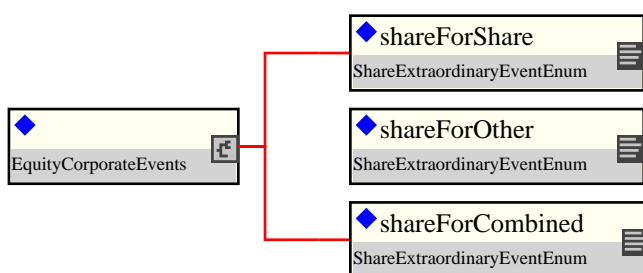 EquityCorporateEvents
shareForShare
ShareExtraordinaryEventEnum
shareForOther
ShareExtraordinaryEventEnum
shareForCombined
ShareExtraordinaryEventEnum